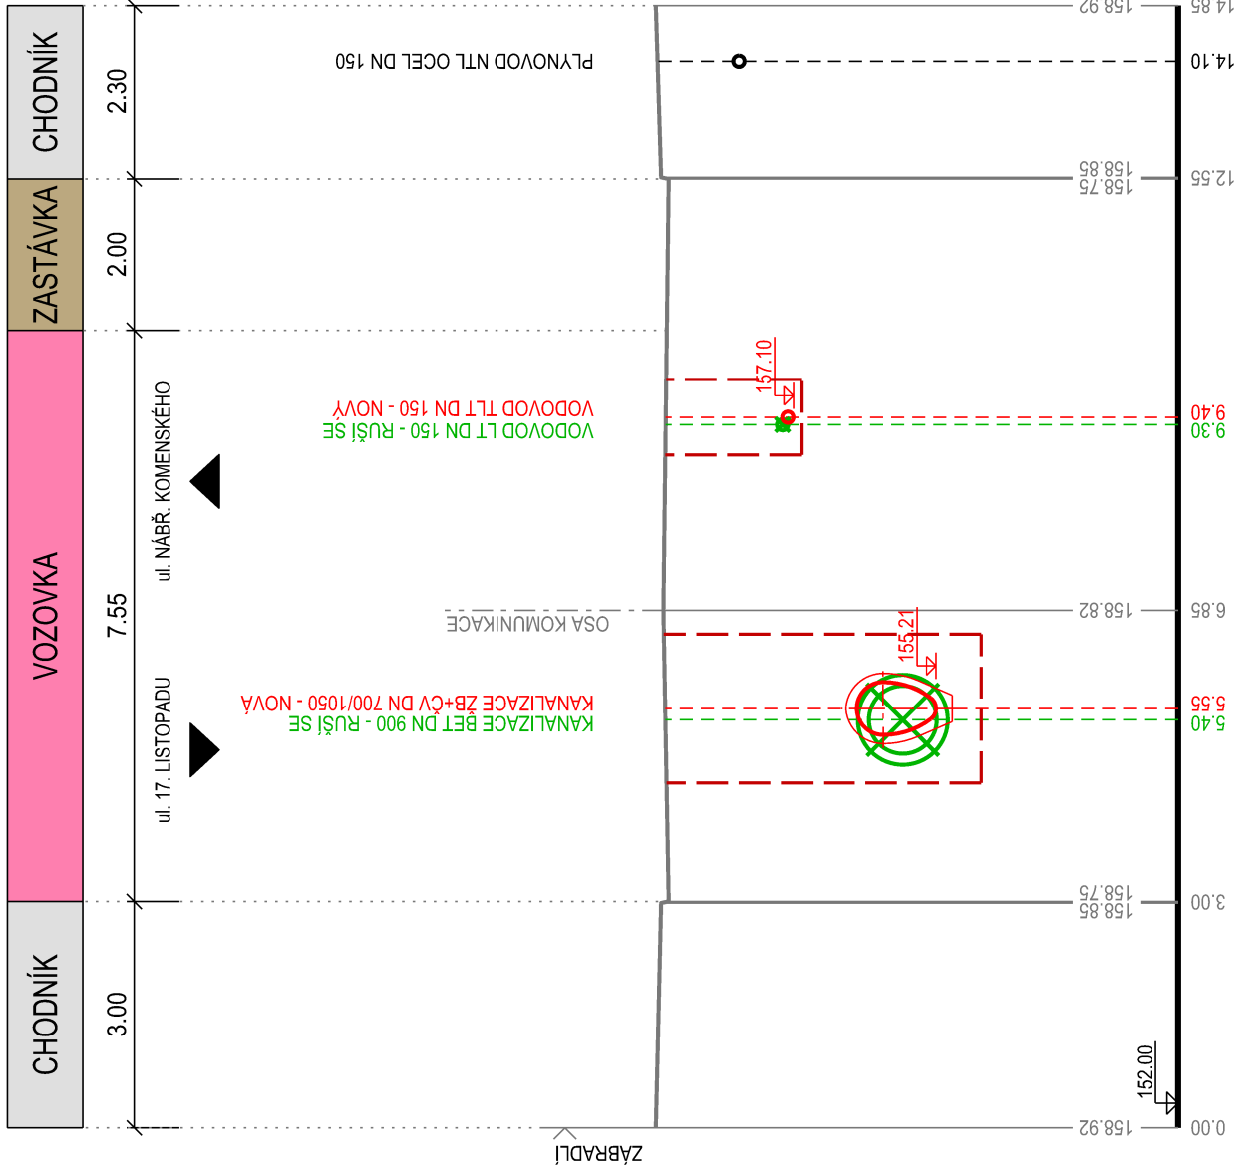 CHODNÍK
3.00
VOZOVKA
7.55
ZASTÁVKA
2.00
CHODNÍK
2.30
ul. 17. LISTOPADU
ul. NÁBŘ. KOMENSKÉHO
ZÁBRADLÍ
KANALIZACE BET DN 900 - RUŠÍ SE
KANALIZACE ŽB+ČV DN 700/1050 - NOVÁ
OSA KOMUNIKACE
VODOVOD LT DN 150 - RUŠÍ SE
VODOVOD TLT DN 150 - NOVÝ
PLYNOVOD NTL OCEL DN 150
155.21
157.10
152.00
158.92
158.85
158.75
158.82
158.75
158.85
158.92
0.00
3.00
5.40
5.55
6.85
9.30
9.40
12.55
14.10
14.85